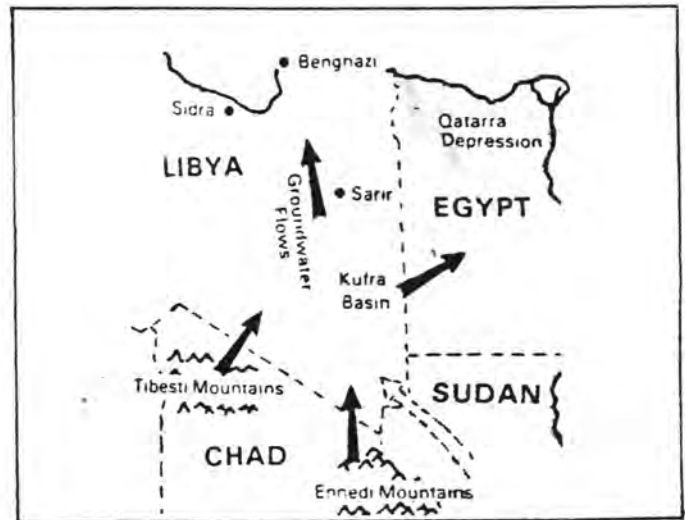 Benghazi
Sidra
Qatarra
Depression
LIBYA
Groundwater
Flows
Sarir
EGYPT
Kufra
Basin
Tibesti Mountains
SUDAN
CHAD
Ennedi Mountains